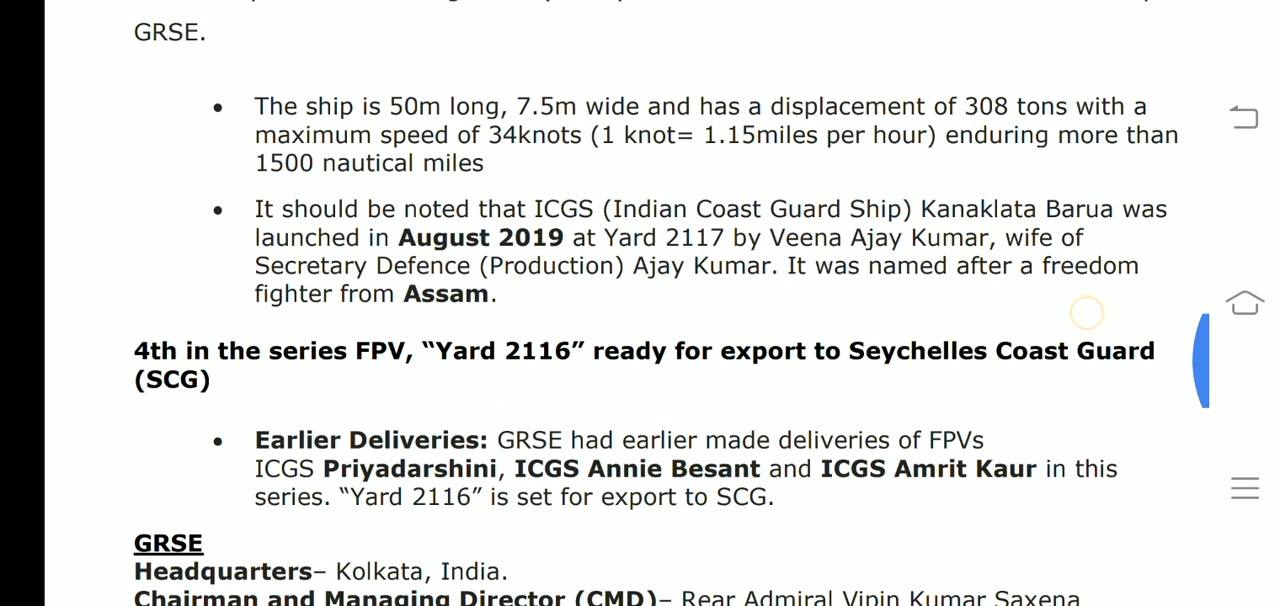 GRSE.
• The ship is 50m long, 7.5m wide and has a displacement of 308 tons with a
maximum speed of 34knots (1 knot= 1.15miles per hour) enduring more than
1500 nautical miles
• It should be noted that ICGS (Indian Coast Guard Ship) Kanaklata Barua was
launched in August 2019 at Yard 2117 by Veena Ajay Kumar, wife of
Secretary Defence (Production) Ajay Kumar. It was named after a freedom
fighter from Assam.
4th in the series FPV, “Yard 2116” ready for export to Seychelles Coast Guard
(SCG)
• Earlier Deliveries: GRSE had earlier made deliveries of FPVs
ICGS Priyadarshini, ICGS Annie Besant and ICGS Amrit Kaur in this
series. “Yard 2116” is set for export to SCG.
GRSE
Headquarters– Kolkata, India.
Chairman and Managing Director (CMD)– Rear Admiral Vipin Kumar Saxena